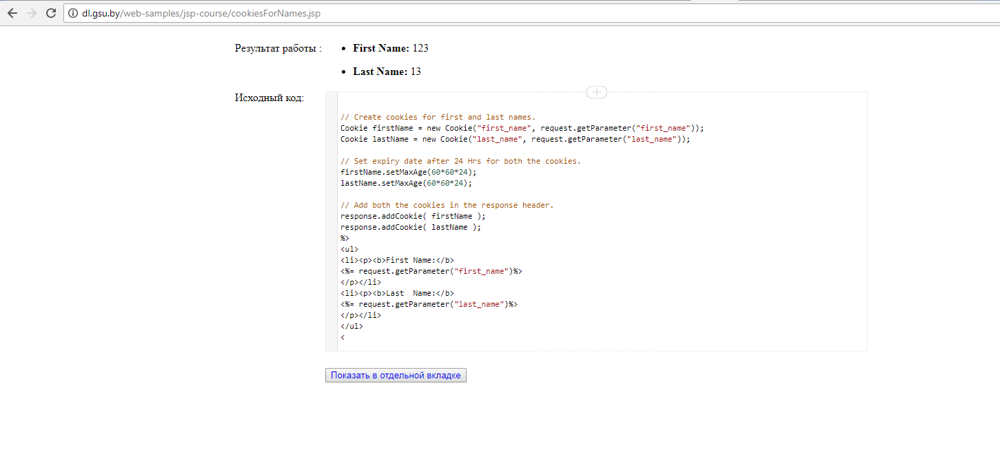 dl.gsu.by/web-samples/jsp-course/cookiesForNames.jsp
Результат работы :
• First Name: 123
• Last Name: 13
Исходный код:
// Create cookies for first and last names.
Cookie firstName = new Cookie("first_name", request.getParameter("first_name"));
Cookie lastName = new Cookie("last_name", request.getParameter("last_name"));
// Set expiry date after 24 Hrs for both the cookies.
firstName.setMaxAge(60*60*24);
lastName.setMaxAge(60*60*24);
// Add both the cookies in the response header.
response.addCookie( firstName );
response.addCookie( lastName );
%>
<ul>
<li><p><b>First Name:</b>
<%= request.getParameter("first_name")%>
</p></li>
<li><p><b>Last  Name:</b>
<%= request.getParameter("last_name")%>
</p></li>
</ul>
<
Показать в отдельной вкладке